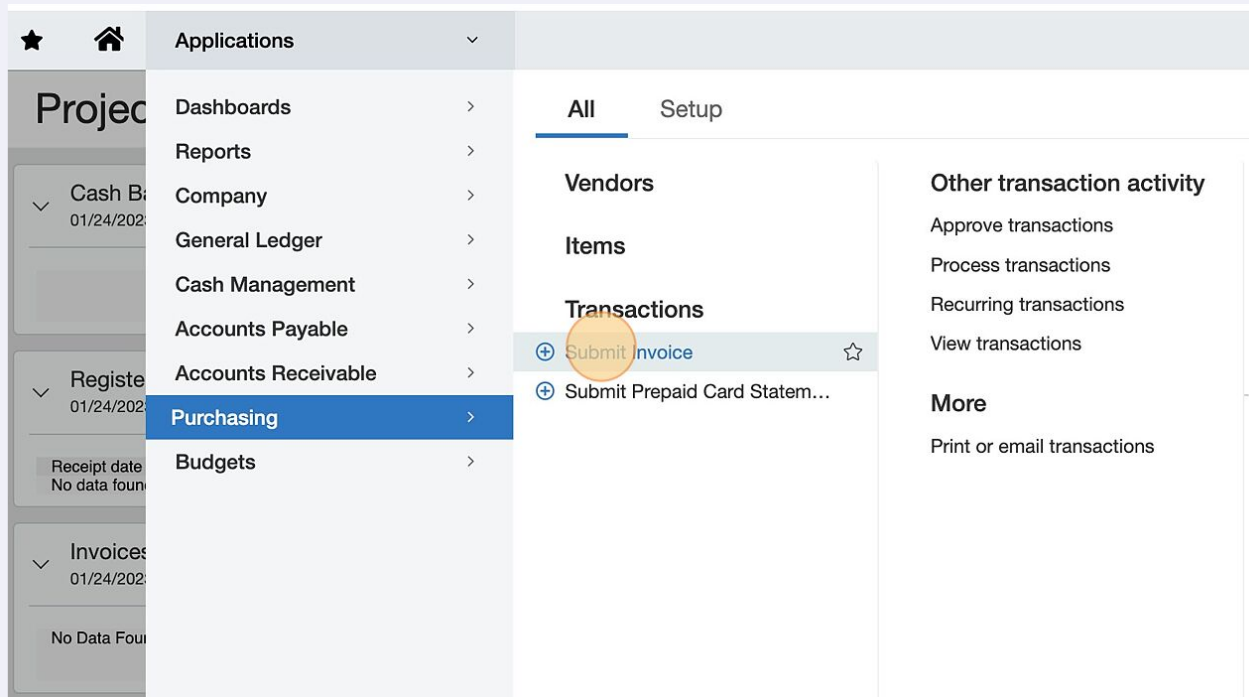 Applications
Projec
Cash Ba
01/24/202
Registe
01/24/202
Receipt date
No data foun
Invoices
01/24/202
No Data Four
Dashboards
Reports
Company
General Ledger
Cash Management
Accounts Payable
Accounts Receivable
Purchasing
Budgets
All Setup
Vendors
Items
Transactions
Submit Invoice
Submit Prepaid Card Statem...
Other transaction activity
Approve transactions
Process transactions
Recurring transactions
View transactions
More
Print or email transactions